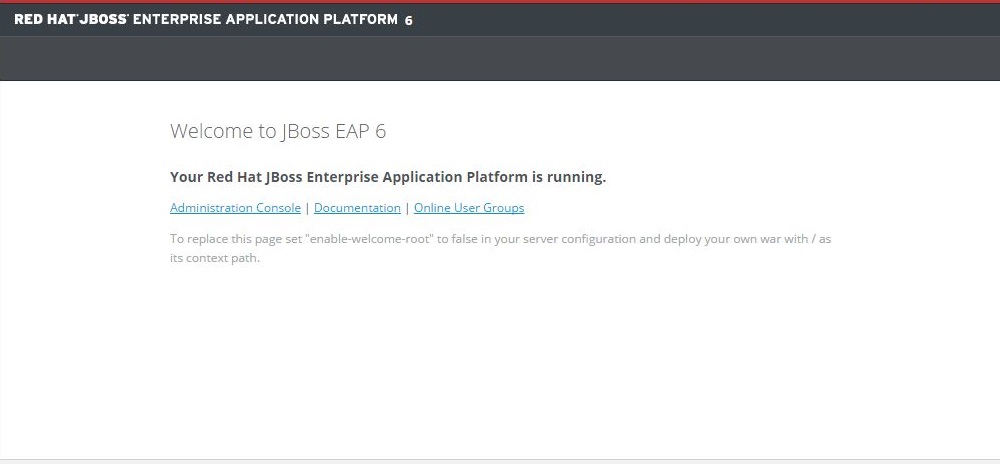 RED HAT JBOSS ENTERPRISE APPLICATION PLATFORM 6
Welcome to JBoss EAP 6
Your Red Hat JBoss Enterprise Application Platform is running.
Administration Console | Documentation | Online User Groups
To replace this page set "enable-welcome-root" to false in your server configuration and deploy your own war with / as
its context path.